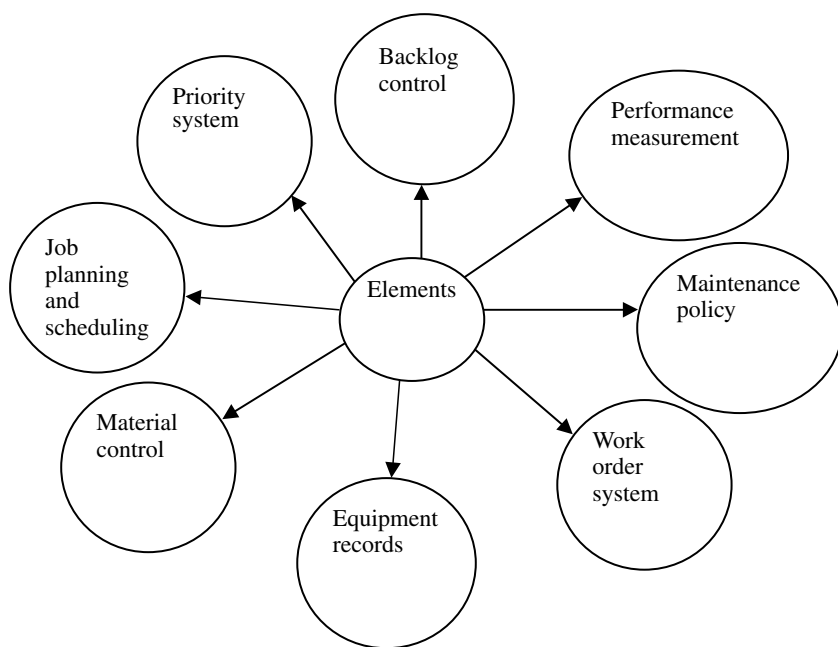 Backlog
control
Priority
system
Performance
measurement
Job
planning
and
scheduling
Elements
Maintenance
policy
Material
control
Work
order
system
Equipment
records